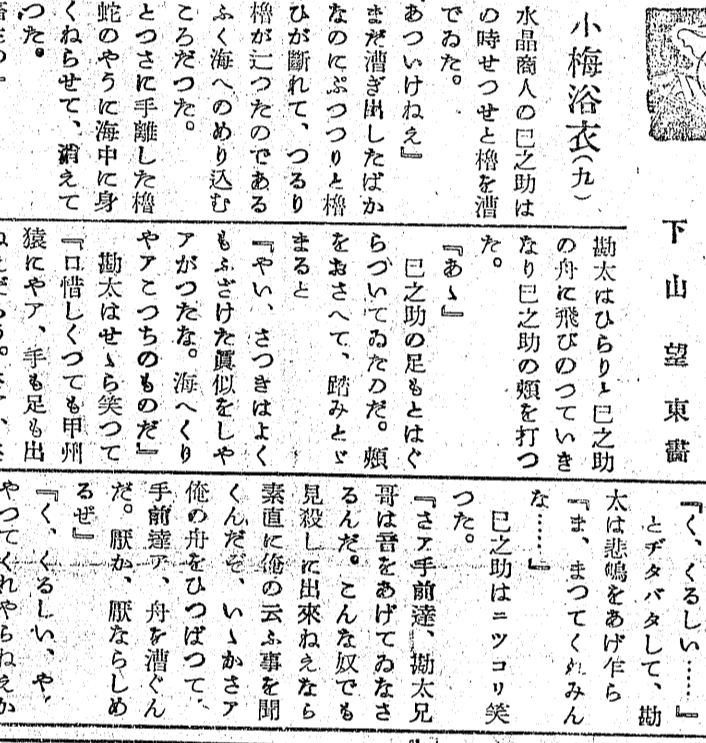 小梅浴衣(九)
下山望東畵
水晶商人の巳之助は
の時せつせと櫓を漕
でゐた。
あついけねえ』
まだ漕ぎ出したばか
なのにぷつつりと櫓
ひが斷れて、つるり
櫓が辷つたのである
ふく海へのめり込む
ころだつた。
とつさに手離した櫓
蛇のやうに海中に身
くねらせて、消えて
つた。
勘太はひらりと巳之助
の舟に飛びのつていき
なり巳之助の頰を打つ
た。
『あゝ』
巳之助の足もとはぐ
らづいてゐたのだ。頰
をおさへて、踏みとゞ
まると
『やい、さつきはよく
もふざけた眞似をしや
アがつたな。海へくり
やアこつちのものだ』
勘太はせゝら笑つて
『口惜しくつても甲州
猿にやア、手も足も出
ねえだらう。
『く、くるしい……』
とヂタバタして、勘
太は悲鳴をあげ乍ら
『ま、まつてくれみん
な……』
巳之助はニツコリ笑
つた。
『さア手前達、勘太兄
哥は音をあげてゐなさ
るんだ。こんな奴でも
見殺しに出來ねえなら
素直に俺の云ふ事を聞
くんだぞ、いゝかさア
俺の舟をひつぱつて、
手前達ア、舟を漕ぐん
だ。厭か、厭ならしめ
るぜ』
『く、くるしい、や、
やつてくれやらねえか